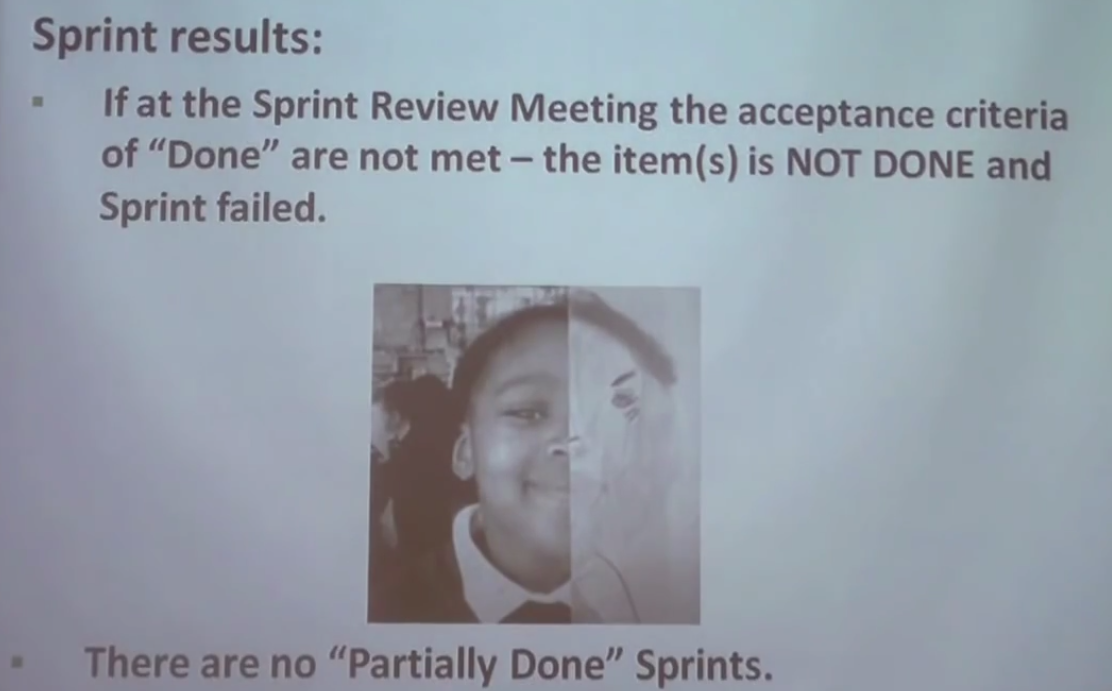 Sprint results:
If at the Sprint Review Meeting the acceptance criteria
of “Done” are not met – the item(s) is NOT DONE and
Sprint failed.
There are no “Partially Done” Sprints.